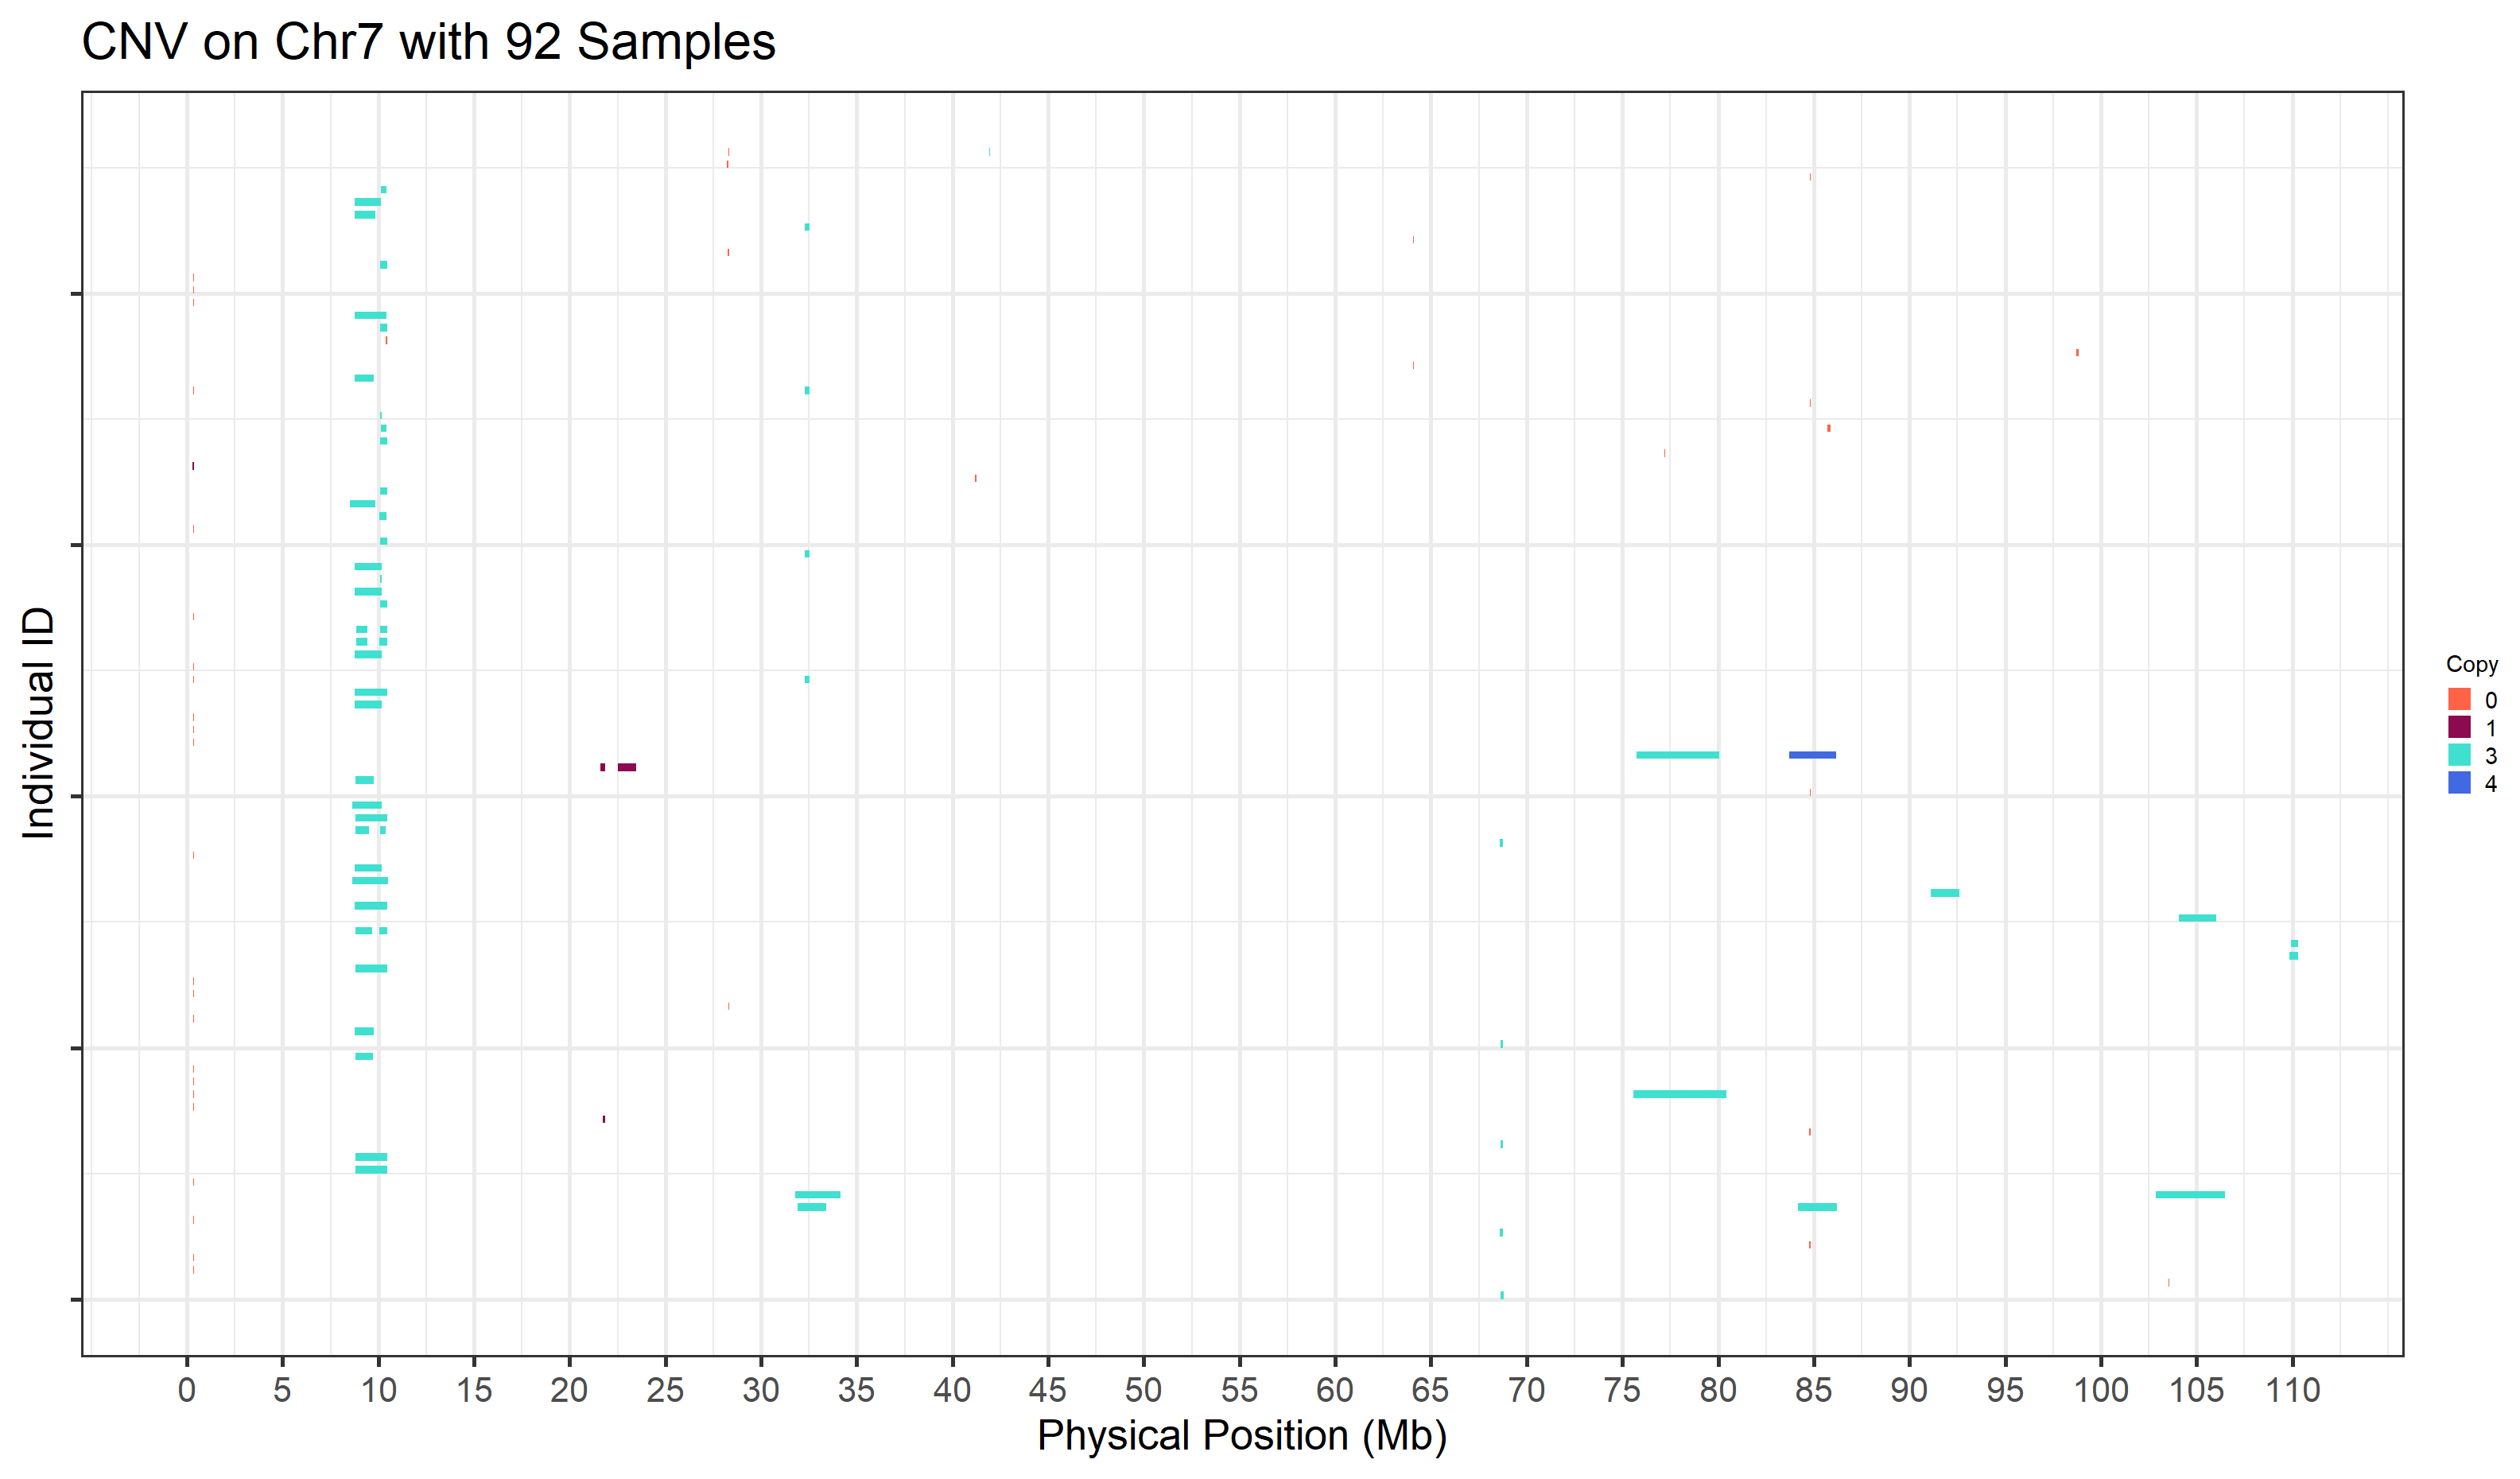 CNV on Chr7 with 92 Samples
Individual ID
Copy
0
1
3
4
0 5 10 15 20 25 30 35 40 45 50 55 60 65 70 75 80 85 90 95 100 105 110
Physical Position (Mb)